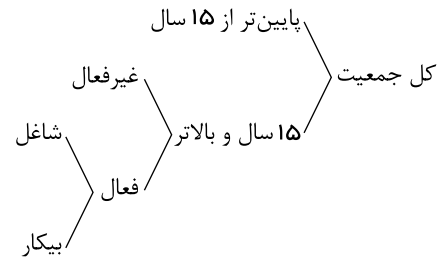 پایین‌تر از ۱۵ سال
کل جمعیت
غیرفعال
۱۵ سال و بالاتر
شاغل
فعال
بیکار